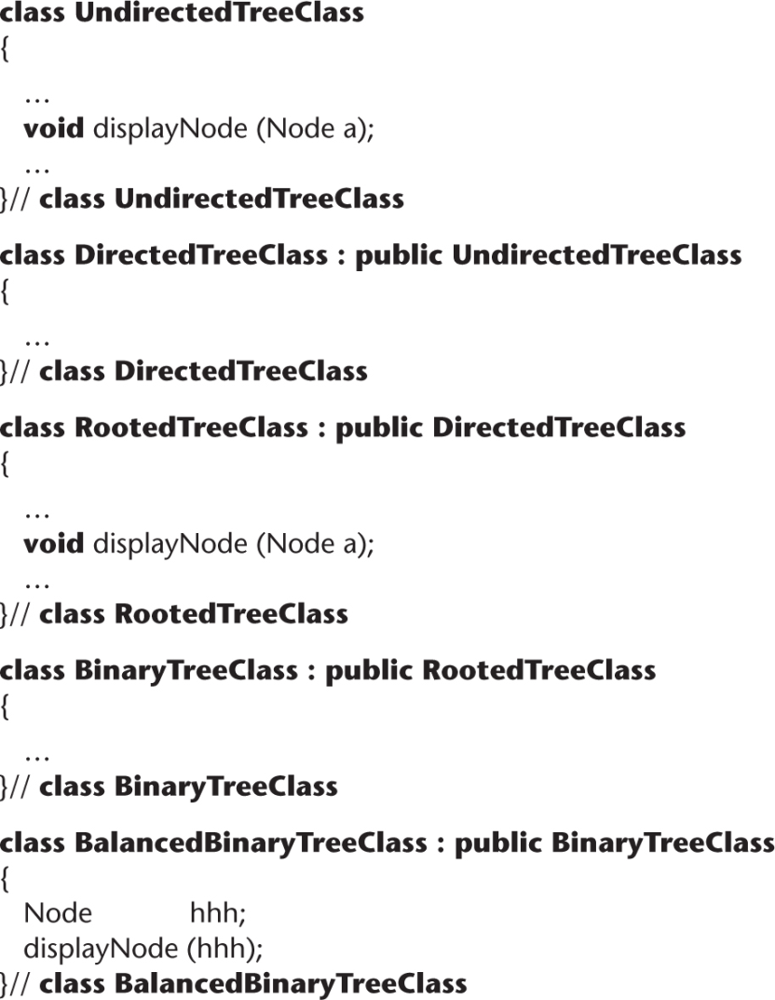 class UndirectedTreeClass
{
…
void displayNode (Node a);
…
}// class UndirectedTreeClass
class DirectedTreeClass : public UndirectedTreeClass
{
…
}// class DirectedTreeClass
class RootedTreeClass : public DirectedTreeClass
{
…
void displayNode (Node a);
…
}// class RootedTreeClass
class BinaryTreeClass : public RootedTreeClass
{
…
}// class BinaryTreeClass
class BalancedBinaryTreeClass : public BinaryTreeClass
{
Node hhh;
displayNode (hhh);
}// class BalancedBinaryTreeClass